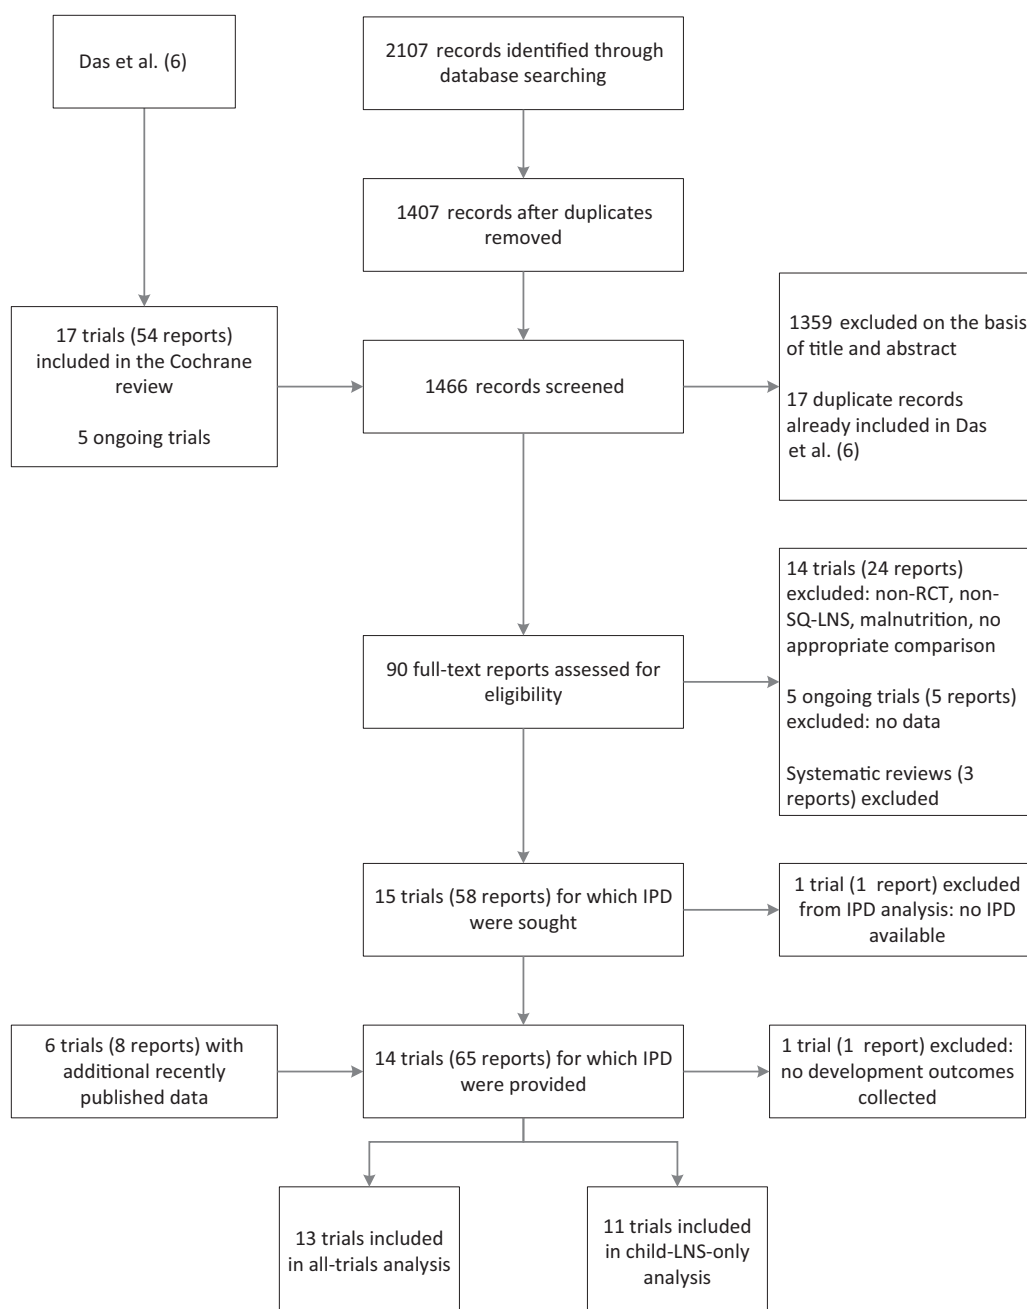 Das et al. (6)
2107 records identified through
database searching
1407 records after duplicates
removed
17 trials (54 reports)
included in the Cochrane
review
5 ongoing trials
1466 records screened
1359 excluded on the basis
of title and abstract
17 duplicate records
already included in Das
et al. (6)
90 full-text reports assessed for
eligibility
14 trials (24 reports)
excluded: non-RCT, non-
SQ-LNS, malnutrition, no
appropriate comparison
5 ongoing trials (5 reports)
excluded: no data
Systematic reviews (3
reports) excluded
15 trials (58 reports) for which IPD
were sought
1 trial (1 report) excluded
from IPD analysis: no IPD
available
6 trials (8 reports) with
additional recently
published data
14 trials (65 reports) for which IPD
were provided
1 trial (1 report) excluded:
no development outcomes
collected
13 trials included
in all-trials analysis
11 trials included
in child-LNS-only
analysis